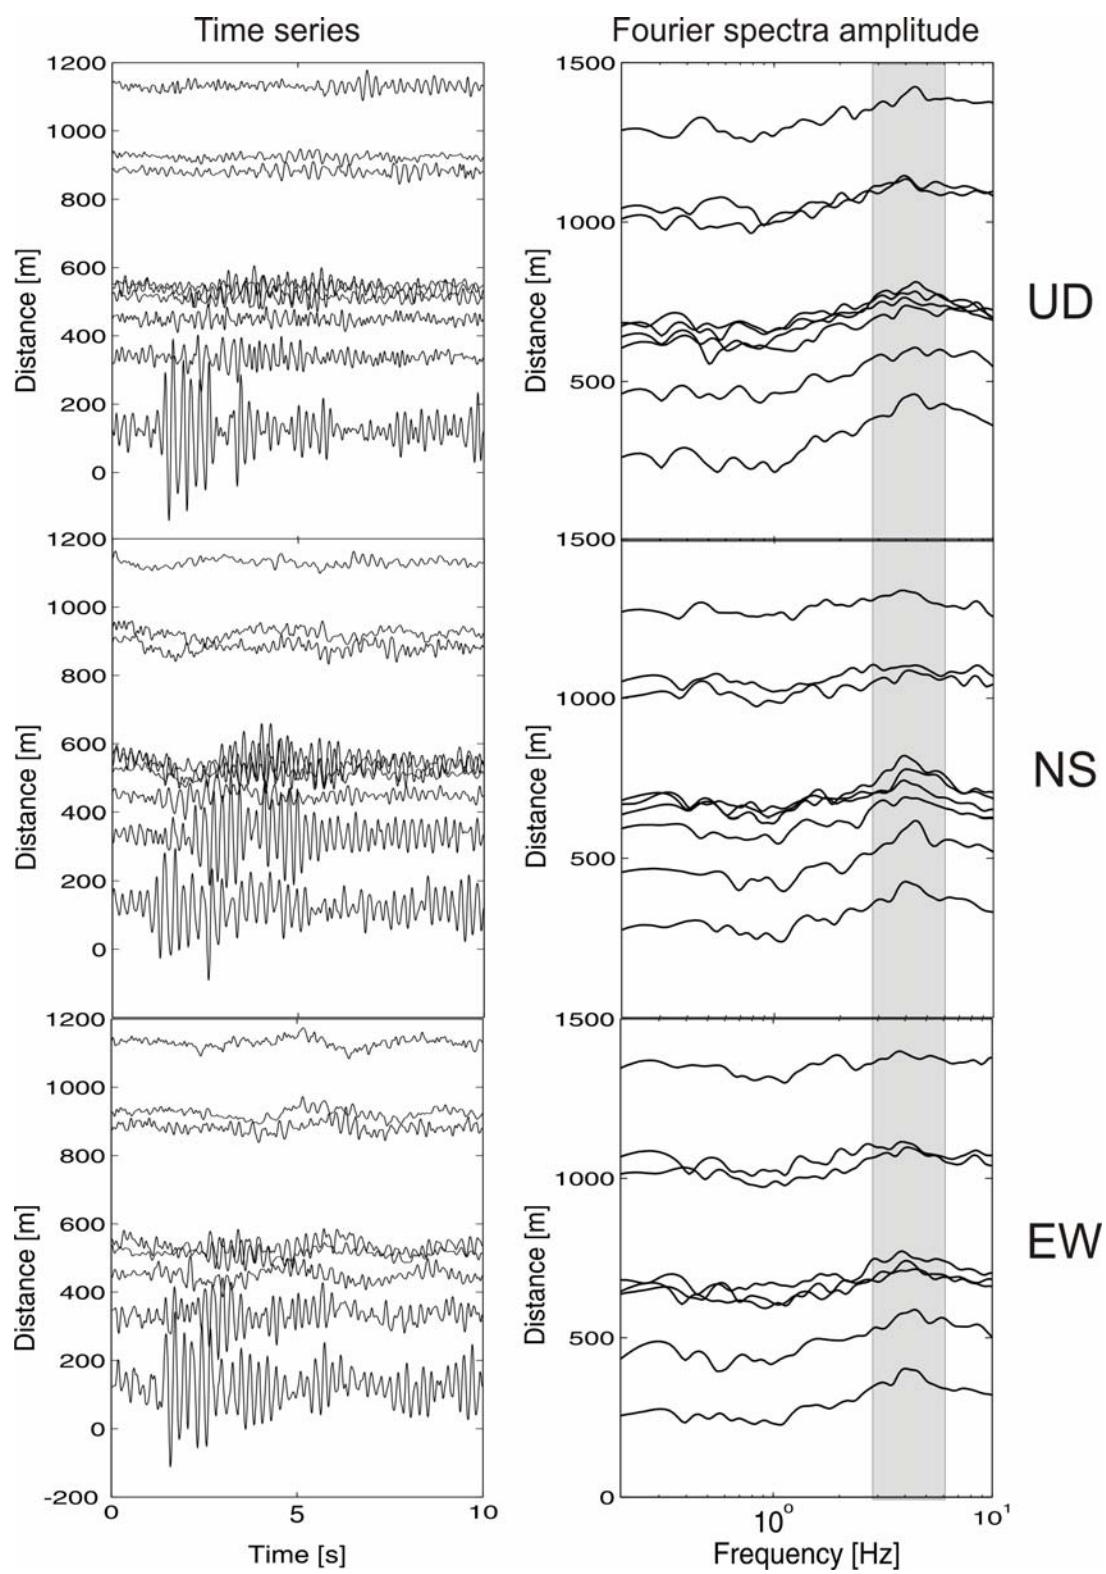 Time series
Fourier spectra amplitude
1200
1000
800
600
400
200
0
Distance [m]
1500
1000
500
Distance [m]
UD
1200
1000
800
600
400
200
0
Distance [m]
1500
1000
500
Distance [m]
NS
1200
1000
800
600
400
200
0
-200
Distance [m]
0 5 10
Time [s]
1500
1000
500
0
Distance [m]
10⁰ 10¹
Frequency [Hz]
EW